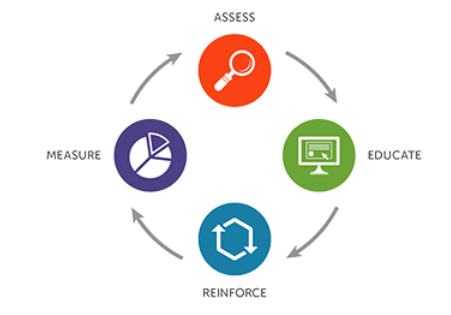 ASSESS
MEASURE
EDUCATE
REINFORCE